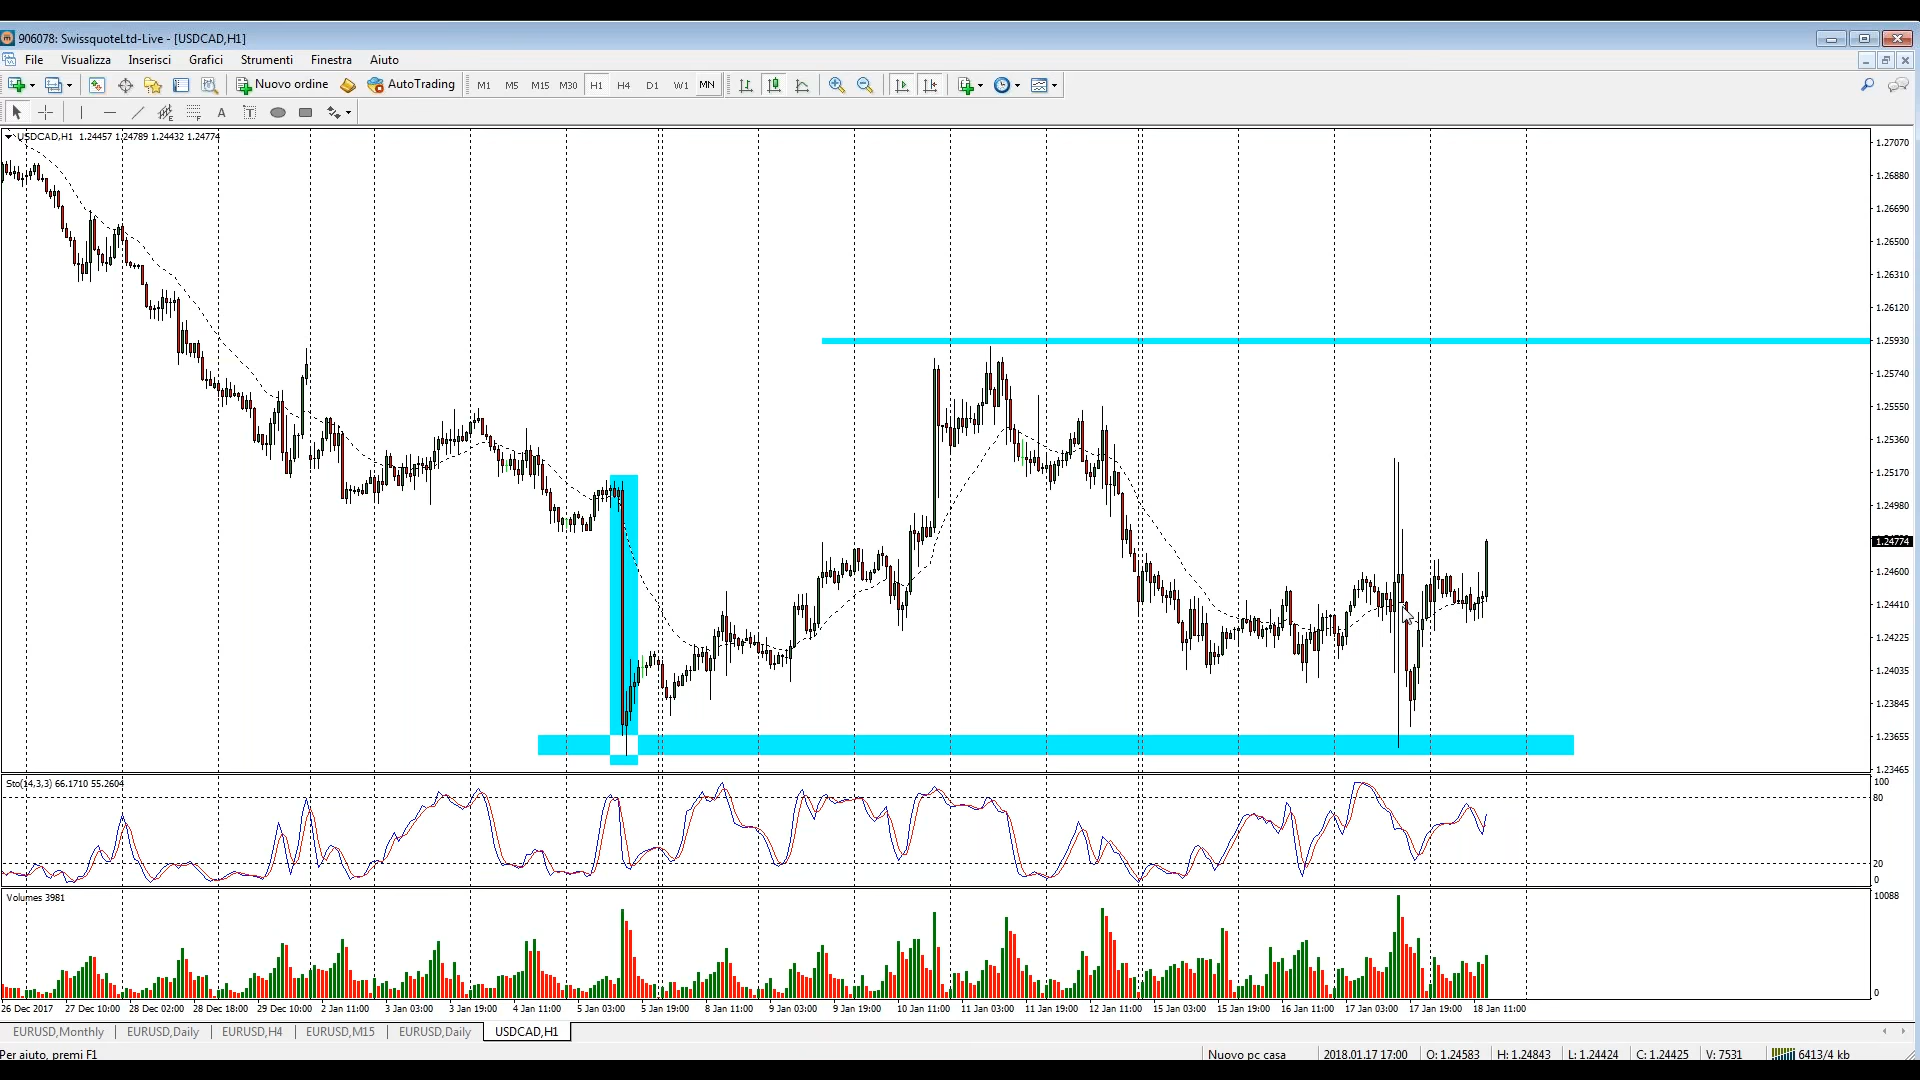 906078: SwissquoteLtd-Live - [USDCAD,H1]
File Visualizza Inserisci Grafici Strumenti Finestra Aiuto
Nuovo ordine AutoTrading M1 M5 M15 M30 H1 H4 D1 W1 MN
A T
USDCAD,H1 1.24457 1.24789 1.24432 1.24774
1.27070
1.26880
1.26690
1.26500
1.26310
1.26120
1.25930
1.25740
1.25550
1.25360
1.25170
1.24980
1.24774
1.24600
1.24410
1.24225
1.24035
1.23845
1.23655
1.23465
Sto(14,3,3) 66.1710 55.2604
100
80
20
0
Volumes 3981
10088
0
26 Dec 2017 27 Dec 10:00 28 Dec 02:00 28 Dec 18:00 29 Dec 10:00 2 Jan 11:00 3 Jan 03:00 3 Jan 19:00 4 Jan 11:00 5 Jan 03:00 5 Jan 19:00 8 Jan 11:00 9 Jan 03:00 9 Jan 19:00 10 Jan 11:00 11 Jan 03:00 11 Jan 19:00 12 Jan 11:00 15 Jan 03:00 15 Jan 19:00 16 Jan 11:00 17 Jan 03:00 17 Jan 19:00 18 Jan 11:00
EURUSD,Monthly EURUSD,Daily EURUSD,H4 EURUSD,M15 EURUSD,Daily USDCAD,H1
Per aiuto, premi F1 Nuovo pc casa 2018.01.17 17:00 O: 1.24583 H: 1.24843 L: 1.24424 C: 1.24425 V: 7531 6413/4 kb